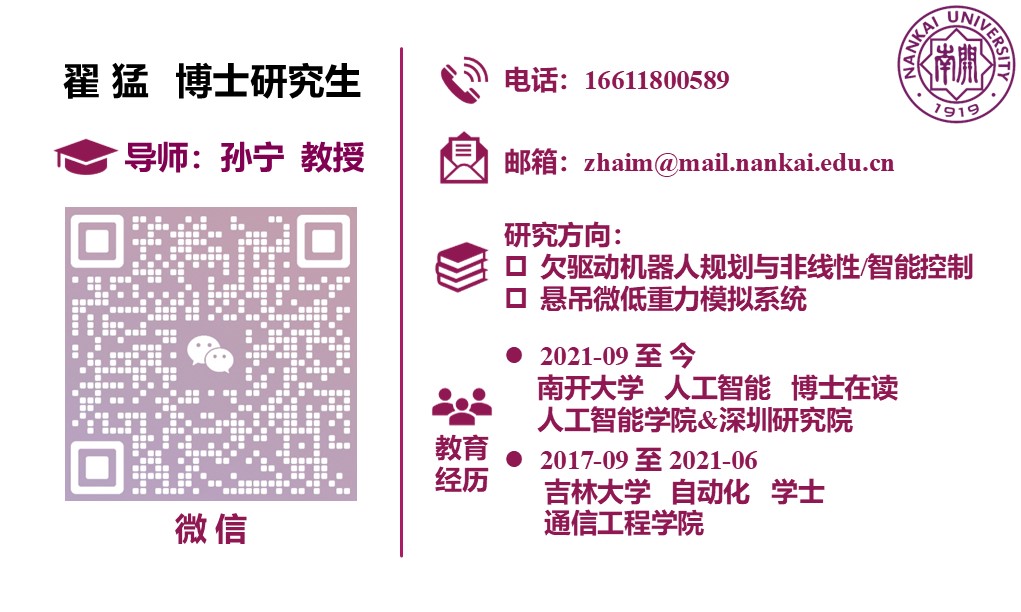 翟 猛 博士研究生
导师：孙宁 教授
微 信
电话：16611800589
邮箱：zhaim@mail.nankai.edu.cn
研究方向：
欠驱动机器人规划与非线性/智能控制
悬吊微低重力模拟系统
教育
经历
2021-09 至 今
南开大学 人工智能 博士在读
人工智能学院&深圳研究院
2017-09 至 2021-06
吉林大学 自动化 学士
通信工程学院
NANKAI UNIVERSITY
南開
1919